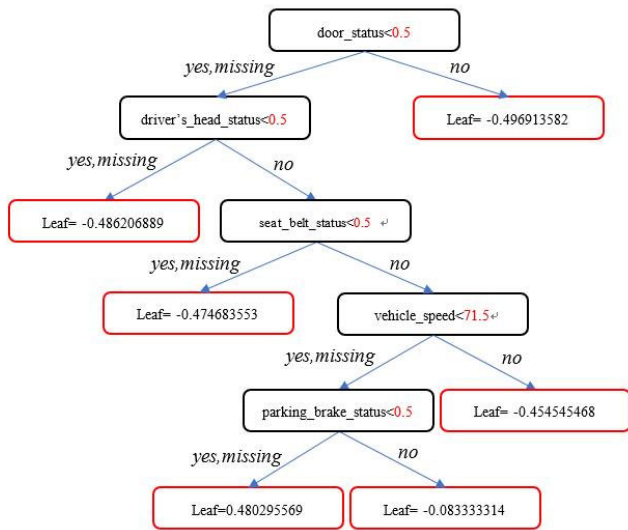 door_status<0.5
yes,missing
no
driver's_head_status<0.5
Leaf= -0.496913582
yes,missing
no
Leaf= -0.486206889
seat_belt_status<0.5 ↵
yes,missing
no
Leaf= -0.474683553
vehicle_speed<71.5↵
yes,missing
no
parking_brake_status<0.5
Leaf= -0.454545468
yes,missing
no
Leaf=0.480295569
Leaf= -0.083333314